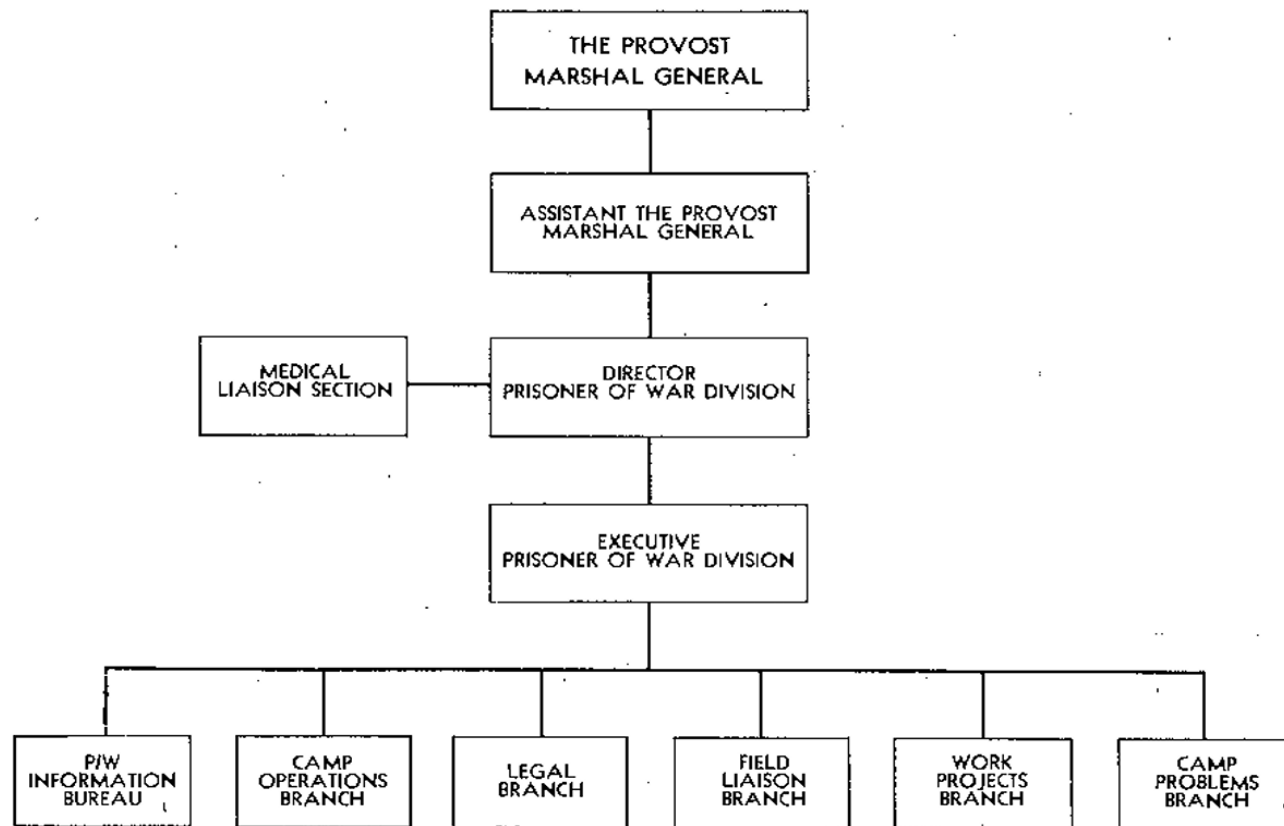 THE PROVOST
MARSHAL GENERAL
ASSISTANT THE PROVOST
MARSHAL GENERAL
MEDICAL
LIAISON SECTION
DIRECTOR
PRISONER OF WAR DIVISION
EXECUTIVE
PRISONER OF WAR DIVISION
P/W
INFORMATION
BUREAU
CAMP
OPERATIONS
BRANCH
LEGAL
BRANCH
FIELD
LIAISON
BRANCH
WORK
PROJECTS
BRANCH
CAMP
PROBLEMS
BRANCH